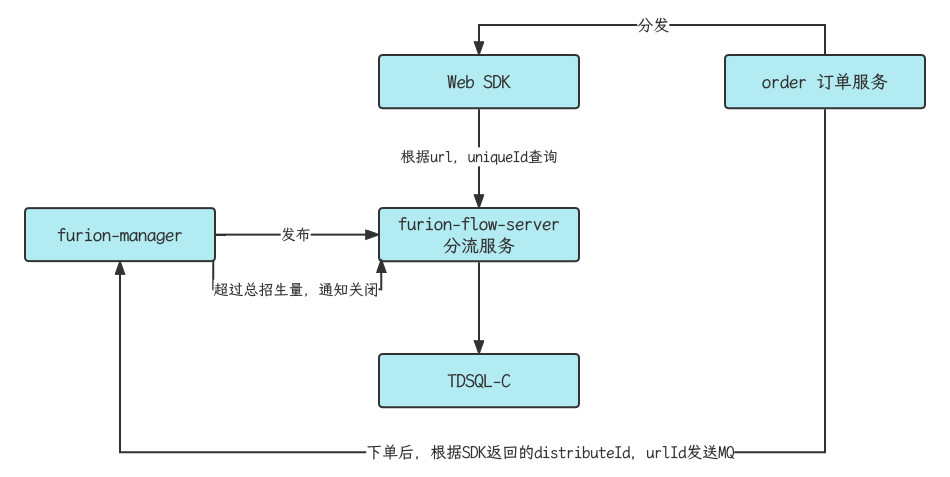 分发
Web SDK
order 订单服务
根据url，uniqueId查询
furion-manager
发布
furion-flow-server
分流服务
超过总招生量，通知关闭
TDSQL-C
下单后，根据SDK返回的distributeId，urlId发送MQ